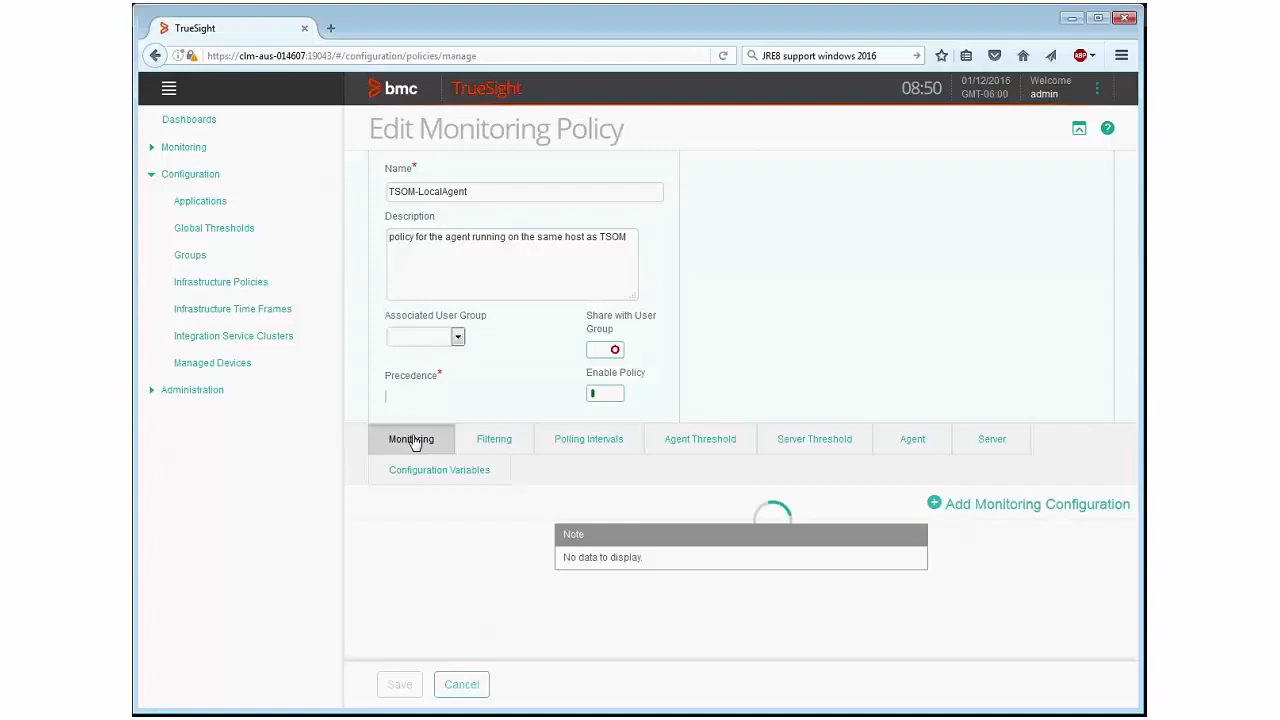 TrueSight
https://clm-aus-014607:19043/#/configuration/policies/manage
JRE8 support windows 2016
ABP
bmc
TrueSight
08:50
01/12/2016
GMT-06:00
Welcome
admin
Dashboards
Monitoring
Configuration
Applications
Global Thresholds
Groups
Infrastructure Policies
Infrastructure Time Frames
Integration Service Clusters
Managed Devices
Administration
Edit Monitoring Policy
Name*
TSOM-LocalAgent
Description
policy for the agent running on the same host as TSOM
Associated User Group
Share with User
Group
Precedence*
Enable Policy
Monitoring
Filtering
Polling Intervals
Agent Threshold
Server Threshold
Agent
Server
Configuration Variables
Add Monitoring Configuration
Note
No data to display.
Save
Cancel